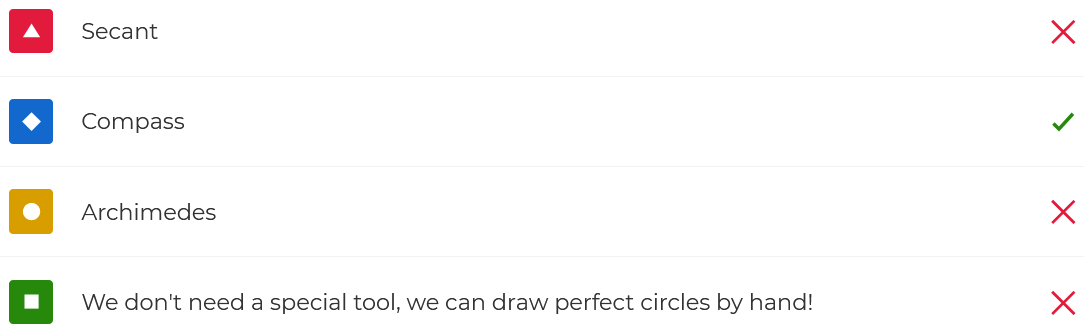 Secant
Compass
Archimedes
We don't need a special tool, we can draw perfect circles by hand!